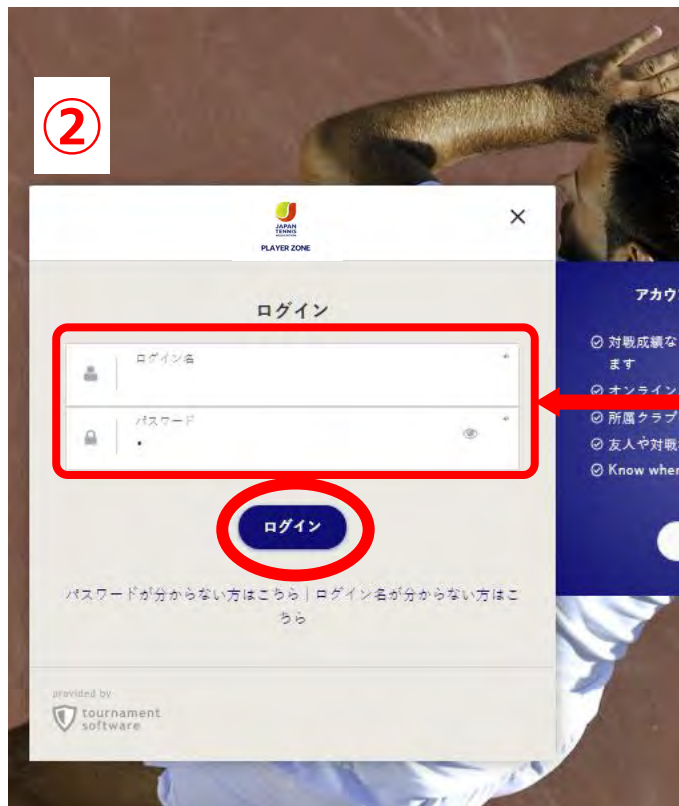 ②
JAPAN
TENNIS
PLAYER ZONE
×
ログイン
ログイン名
*
パスワード
*
ログイン
パスワードが分からない方はこちら | ログイン名が分からない方はこ
ちら
provided by
tournament
software
アカウ
対戦成績な
ます
オンライン
所属クラブ
友人や対戦
Know wher